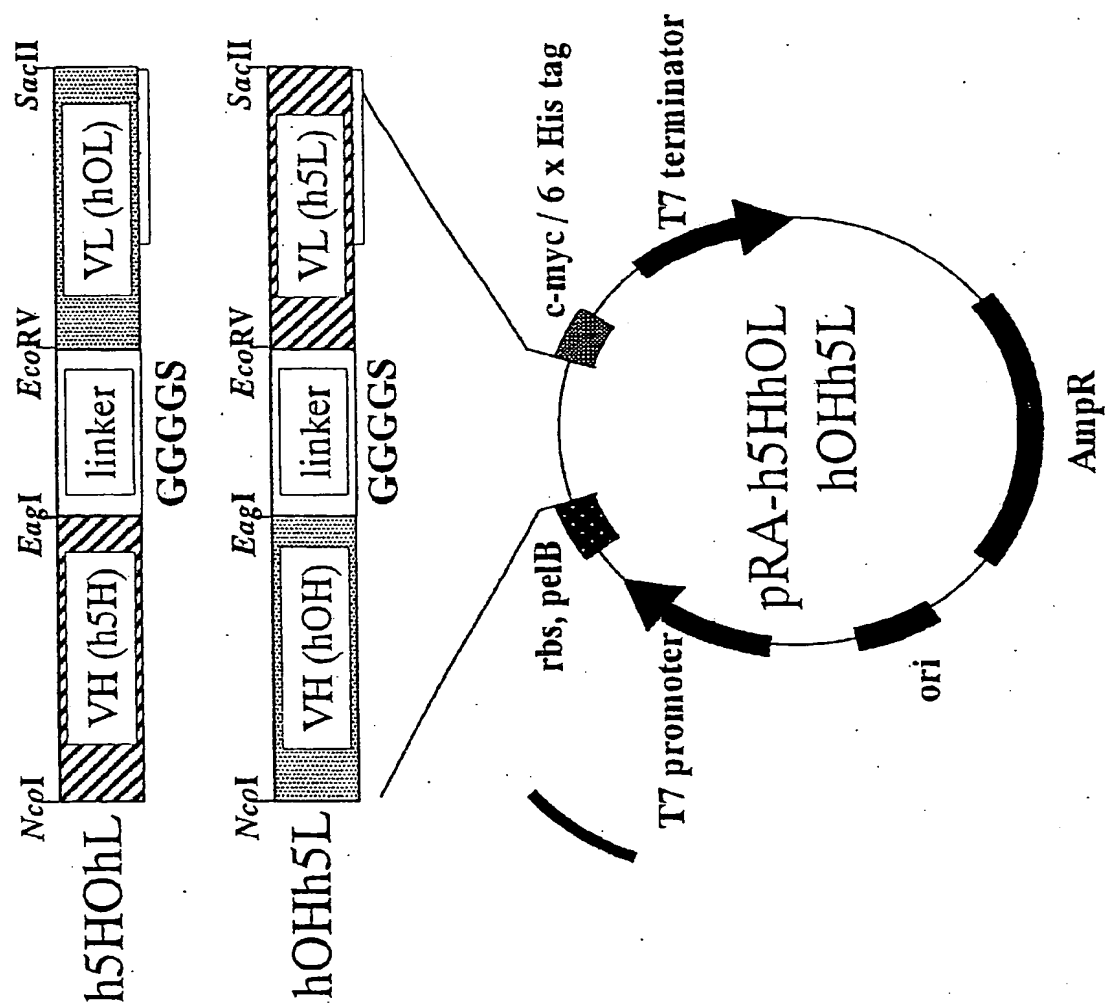 NcoI EagI EcoRV SacII
h5HOhL VH (h5H) linker VL (hOL)
GGGGS
NcoI EagI EcoRV SacII
hOHh5L VH (hOH) linker VL (h5L)
GGGGS
rbs, pelB
c-myc / 6 x His tag
T7 promoter
T7 terminator
pRA-h5HhOL
hOHh5L
ori
AmpR